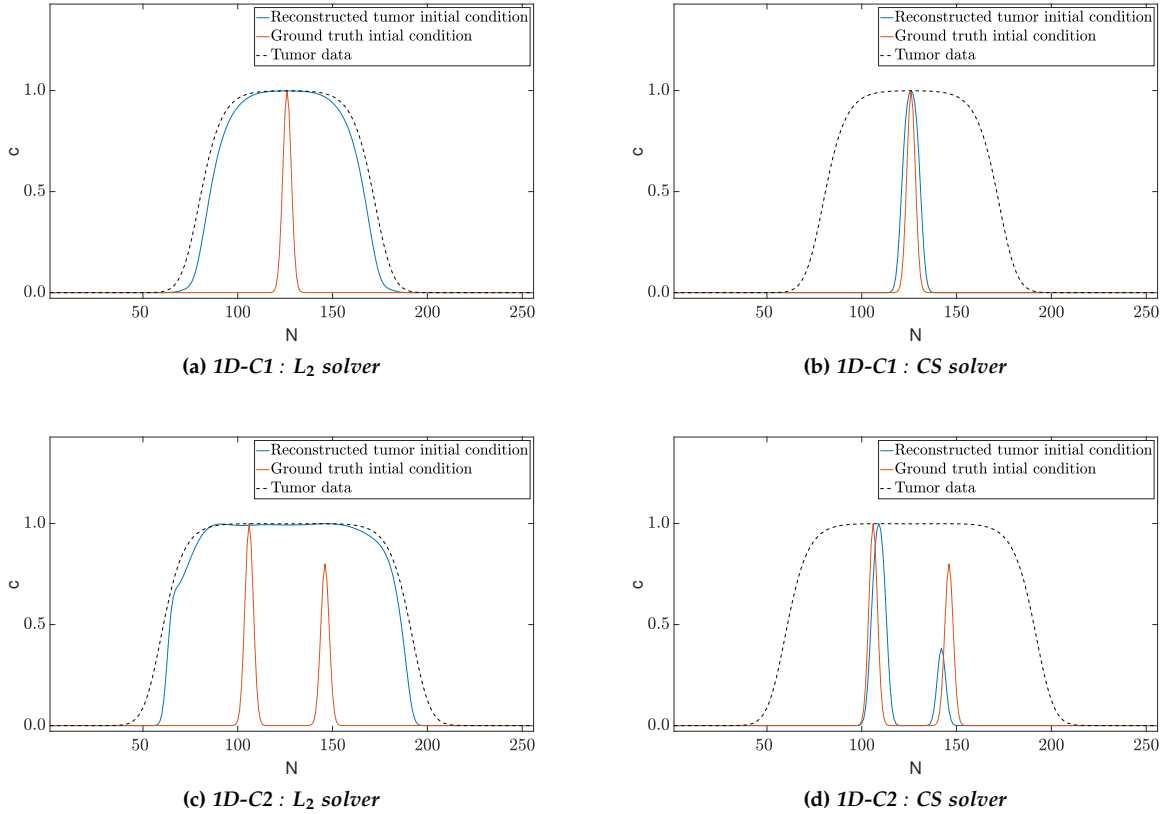 Reconstructed tumor initial condition
Ground truth intial condition
Tumor data
1.0
0.5
0.0
c
50
100
150
200
250
N
(a) 1D-C1 : L₂ solver
Reconstructed tumor initial condition
Ground truth intial condition
Tumor data
1.0
0.5
0.0
c
50
100
150
200
250
N
(b) 1D-C1 : CS solver
Reconstructed tumor initial condition
Ground truth intial condition
Tumor data
1.0
0.5
0.0
c
50
100
150
200
250
N
(c) 1D-C2 : L₂ solver
Reconstructed tumor initial condition
Ground truth intial condition
Tumor data
1.0
0.5
0.0
c
50
100
150
200
250
N
(d) 1D-C2 : CS solver